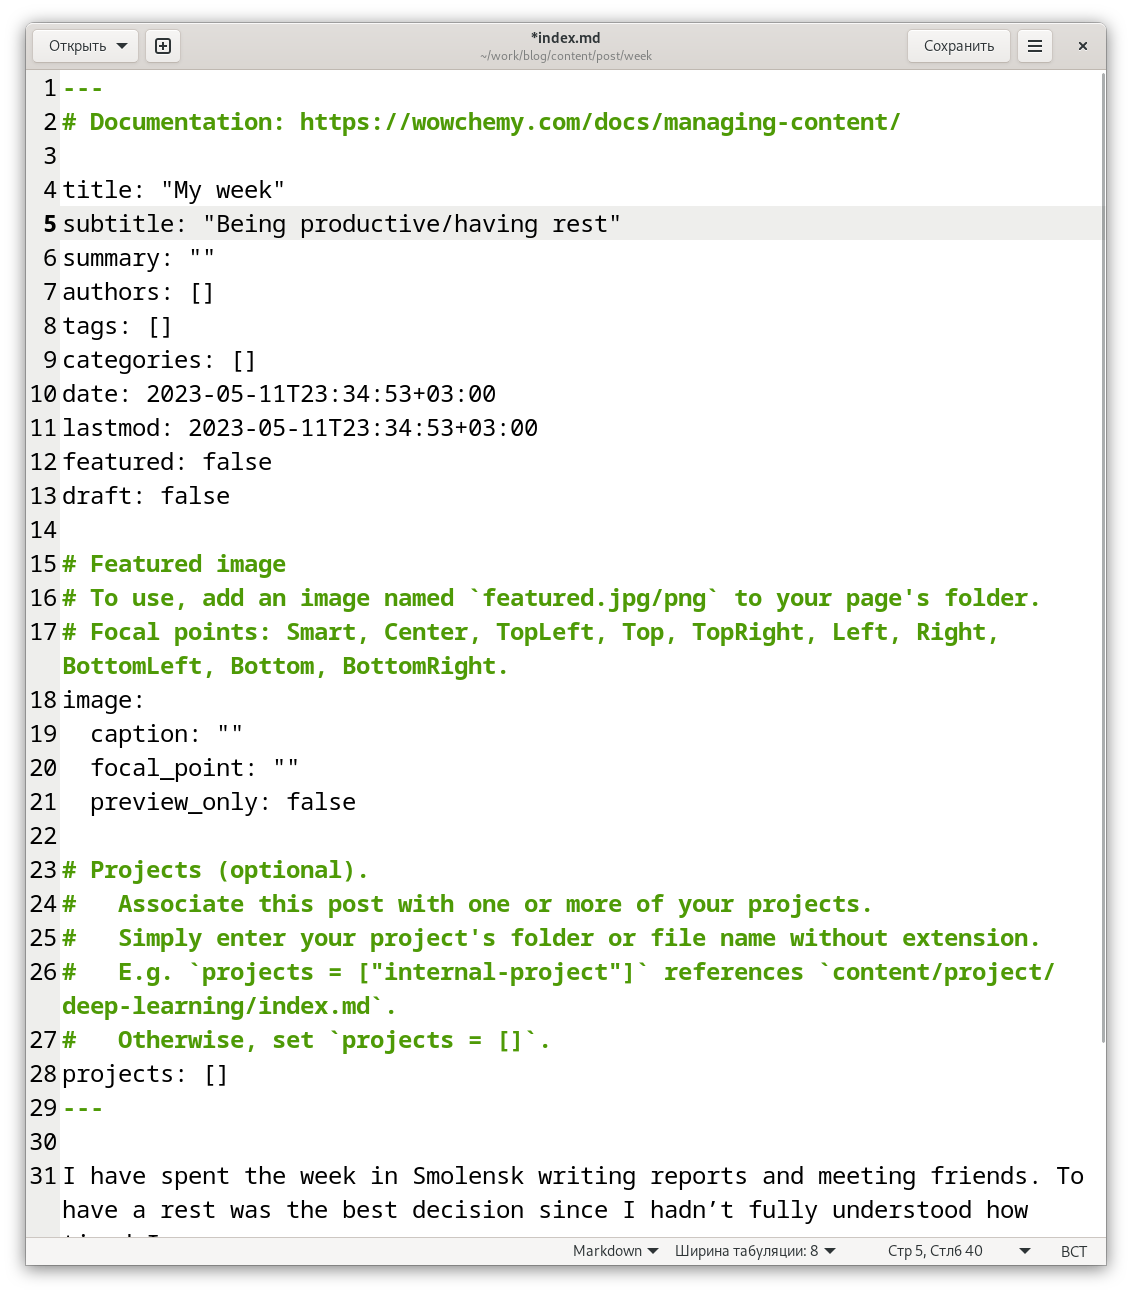 Открыть
*index.md
~/work/blog/content/post/week
Сохранить
1 ---
2 # Documentation: https://wowchemy.com/docs/managing-content/
3
4 title: "My week"
5 subtitle: "Being productive/having rest"
6 summary: ""
7 authors: []
8 tags: []
9 categories: []
10 date: 2023-05-11T23:34:53+03:00
11 lastmod: 2023-05-11T23:34:53+03:00
12 featured: false
13 draft: false
14
15 # Featured image
16 # To use, add an image named `featured.jpg/png` to your page's folder.
17 # Focal points: Smart, Center, TopLeft, Top, TopRight, Left, Right,
BottomLeft, Bottom, BottomRight.
18 image:
19   caption: ""
20   focal_point: ""
21   preview_only: false
22
23 # Projects (optional).
24 #   Associate this post with one or more of your projects.
25 #   Simply enter your project's folder or file name without extension.
26 #   E.g. `projects = ["internal-project"]` references `content/project/
deep-learning/index.md`.
27 #   Otherwise, set `projects = []`.
28 projects: []
29 ---
30
31 I have spent the week in Smolensk writing reports and meeting friends. To
have a rest was the best decision since I hadn’t fully understood how
Markdown Ширина табуляции: 8 Стр 5, Стлб 40 ВСТ